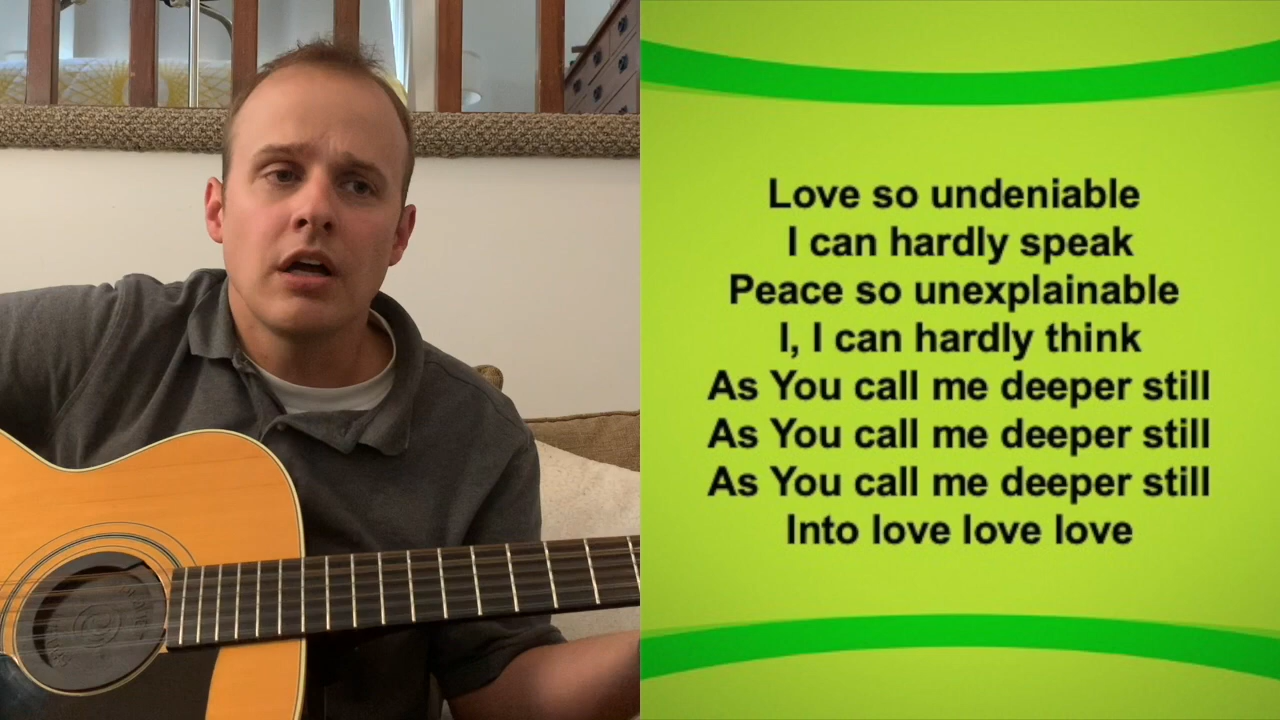 Love so undeniable
I can hardly speak
Peace so unexplainable
I, I can hardly think
As You call me deeper still
As You call me deeper still
As You call me deeper still
Into love love love